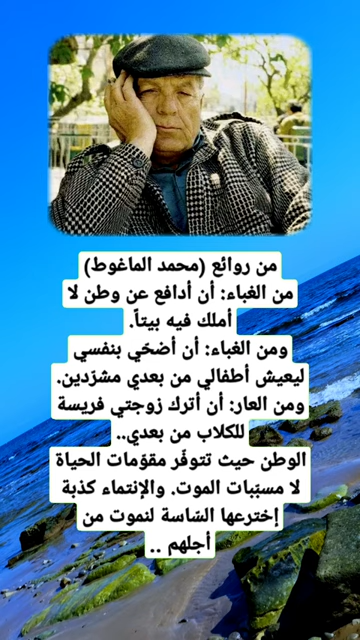 من روائع (محمد الماغوط)
من الغباء: أن أدافع عن وطن لا
أملك فيه بيتاً.
ومن الغباء: أن أضحّي بنفسي
ليعيش أطفالي من بعدي مشرّدين.
ومن العار: أن أترك زوجتي فريسة
للكلاب من بعدي..
الوطن حيث تتوفّر مقوّمات الحياة
لا مسبّبات الموت. والإنتماء كذبة
إخترعها السّاسة لنموت من
أجلهم ..